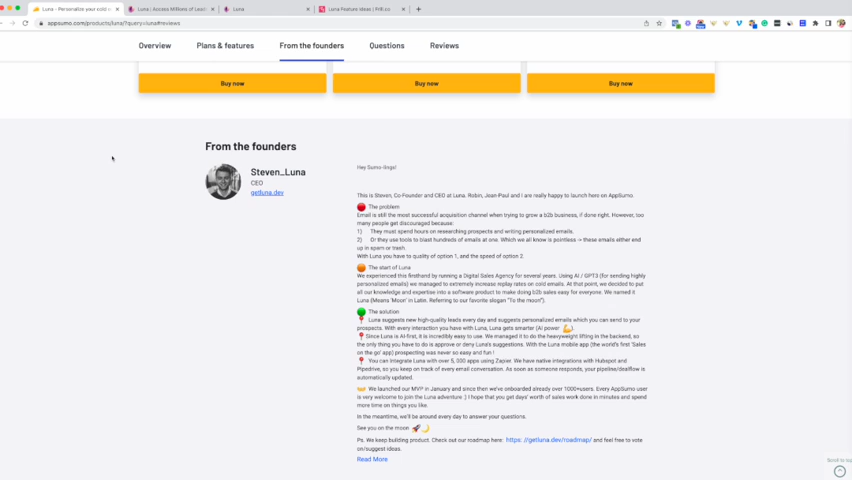 Luna - Personalize your cold
Luna | Access Millions of Leads
Luna
Luna Feature Ideas | Prill.co
appsumo.com/products/luna/?query=luna#reviews
Overview
Plans & features
From the founders
Questions
Reviews
Buy now
Buy now
Buy now
From the founders
Steven_Luna
CEO
getluna.dev
Hey Sumo-lings!
This is Steven, Co-Founder and CEO at Luna. Robin, Jean-Paul and I are really happy to launch here on AppSumo
🔴 The problem
Email is still the most successful acquisition channel when trying to grow a b2b business, if done right. However, too
many people get discouraged because:
1) They must spend hours on researching prospects and writing personalized emails.
2) Or they use tools to blast hundreds of emails at one. Which we all know is pointless → these emails either end
up in spam or trash.
With Luna you have to quality of option 1, and the speed of option 2.
🟠 The start of Luna
We experienced this firsthand by running a Digital Sales Agency for several years. Using AI / GPT3 (for sending highly
personalized emails) we managed to extremely increase replay rates on cold emails. At that point, we decided to put
all our knowledge and expertise into a software product to make doing b2b sales easy for everyone. We named it
Luna (Means 'Moon' in Latin. Referring to our favorite slogan "To the moon").
🟢 The solution
📍 Luna suggests new high-quality leads every day and suggests personalized emails which you can send to your
prospects. With every interaction you have with Luna, Luna gets smarter (AI power 💪)
📍Since Luna is AI-first, it is incredibly easy to use. We managed it to do the heavyweight lifting in the backend, so
the only thing you have to do is approve or deny Luna's suggestions. With the Luna mobile app (the world's first 'Sales
on the go' app) prospecting was never so easy and fun !
📍 You can integrate Luna with over 5, 000 apps using Zapier. We have native integrations with Hubspot and
Pipedrive, so you keep on track of every email conversation. As soon as someone responds, your pipeline/dealflow is
automatically updated.
🤝 We launched our MVP in January and since then we've onboarded already over 1000+users. Every AppSumo user
is very welcome to join the Luna adventure :) I hope that you get days' worth of sales work done in minutes and spend
more time on things you like.
In the meantime, we'll be around every day to answer your questions.
See you on the moon 🚀🌙
Ps. We keep building product. Check out our roadmap here: https: //getluna.dev/roadmap/ and feel free to vote
on/suggest ideas.
Read More
Scroll to top